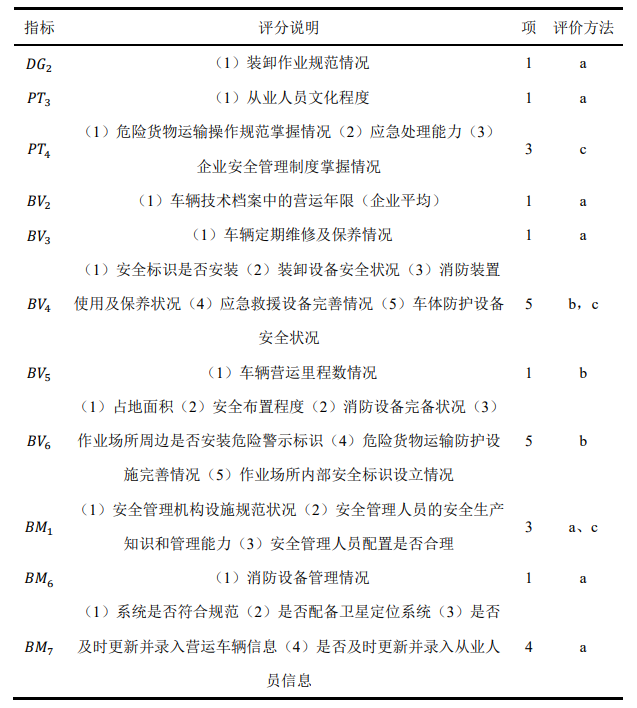 指标 评分说明 项 评价方法
DG2 （1）装卸作业规范情况 1 a
PT3 （1）从业人员文化程度 1 a
（1）危险货物运输操作规范掌握情况（2）应急处理能力（3）
PT4 3 c
企业安全管理制度掌握情况
BV2 （1）车辆技术档案中的营运年限（企业平均） 1 a
BV3 （1）车辆定期维修及保养情况 1 a
（1）安全标识是否安装（2）装卸设备安全状况（3）消防装置
BV4 使用及保养状况（4）应急救援设备完善情况（5）车体防护设备 5 b，c
安全状况
BV5 （1）车辆营运里程数情况 1 b
（1）占地面积（2）安全布置程度（2）消防设备完备状况（3）
BV6 作业场所周边是否安装危险警示标识（4）危险货物运输防护设 5 b
施完善情况（5）作业场所内部安全标识设立情况
（1）安全管理机构设施规范状况（2）安全管理人员的安全生产
BM1 3 a、c
知识和管理能力（3）安全管理人员配置是否合理
BM6 （1）消防设备管理情况 1 a
（1）系统是否符合规范（2）是否配备卫星定位系统（3）是否
BM7 及时更新并录入营运车辆信息（4）是否及时更新并录入从业人 4 a
员信息